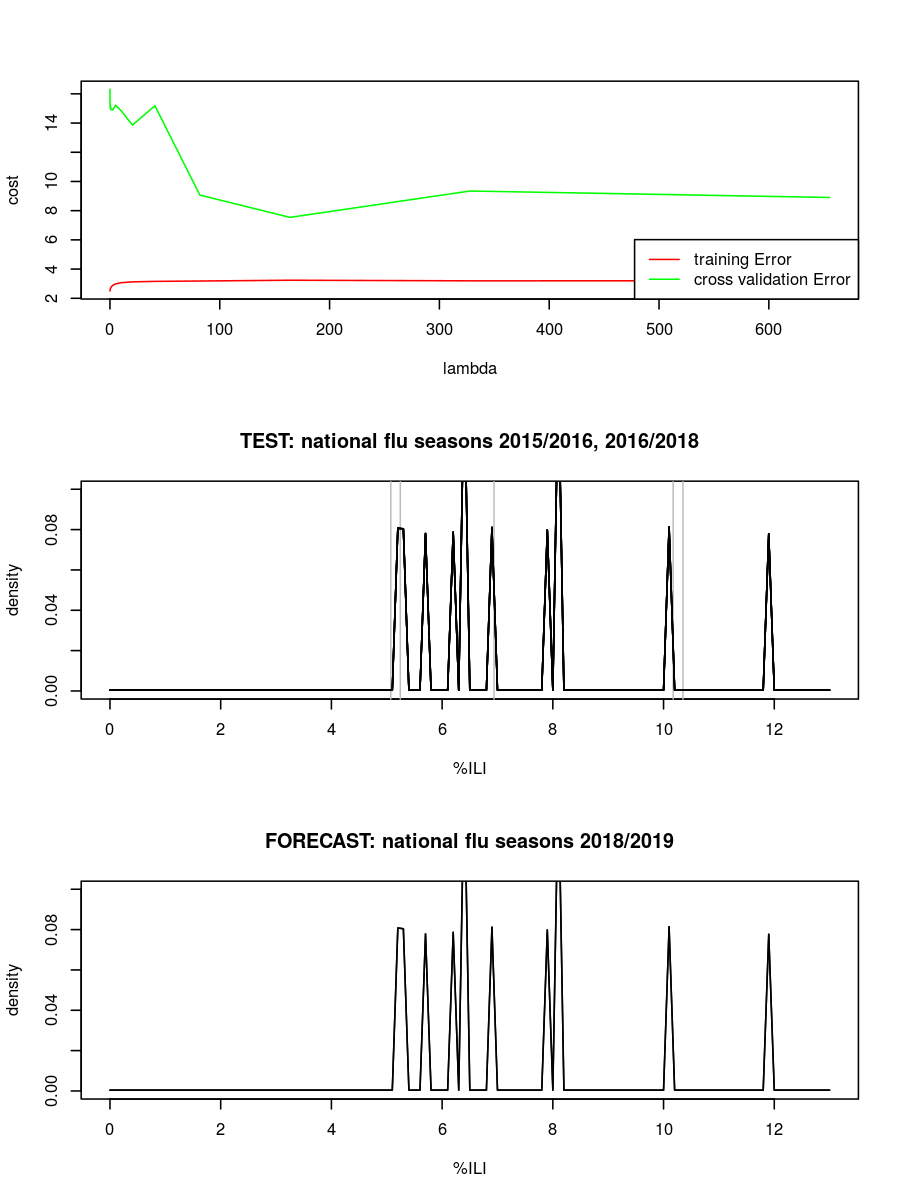 cost
2 4 6 8 10 14
training Error
cross validation Error
0 100 200 300 400 500 600
lambda
TEST: national flu seasons 2015/2016, 2016/2018
density
0.00 0.04 0.08
0 2 4 6 8 10 12
%ILI
FORECAST: national flu seasons 2018/2019
density
0.00 0.04 0.08
0 2 4 6 8 10 12
%ILI